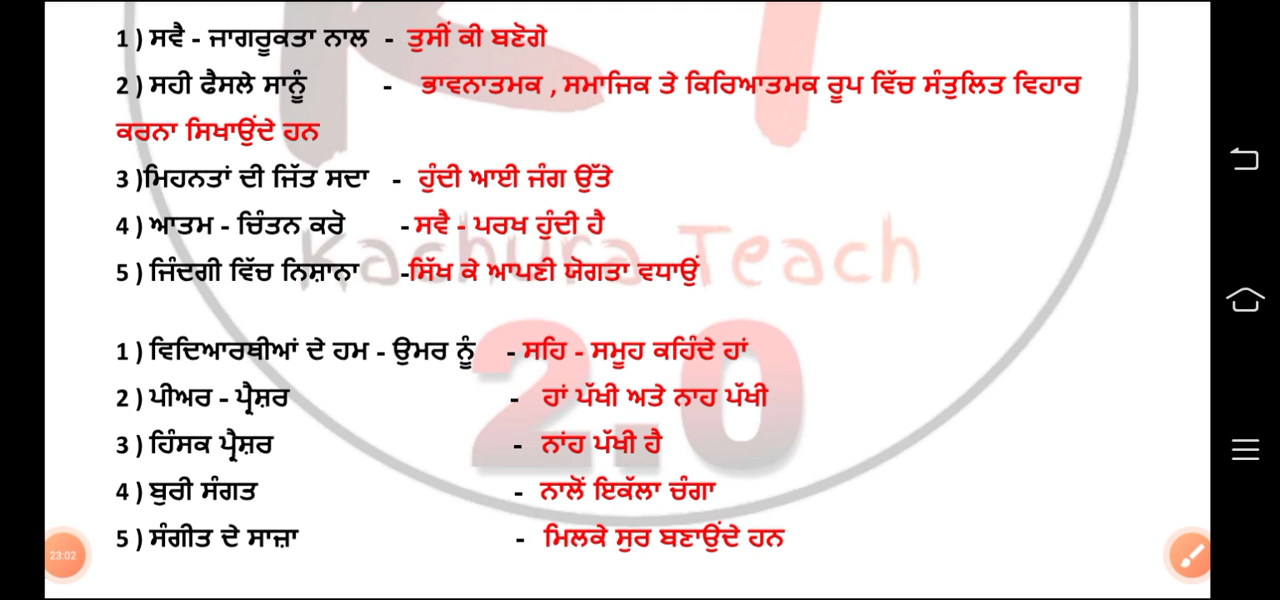 1 ) ਸਵੈ - ਜਾਗਰੂਕਤਾ ਨਾਲ - ਤੁਸੀਂ ਕੀ ਬਣੋਗੇ
2 ) ਸਹੀ ਫੈਸਲੇ ਸਾਨੂੰ - ਭਾਵਨਾਤਮਕ , ਸਮਾਜਿਕ ਤੇ ਕਿਰਿਆਤਮਕ ਰੂਪ ਵਿੱਚ ਸੰਤੁਲਿਤ ਵਿਹਾਰ
ਕਰਨਾ ਸਿਖਾਉਂਦੇ ਹਨ
3 )ਮਿਹਨਤਾਂ ਦੀ ਜਿੱਤ ਸਦਾ - ਹੁੰਦੀ ਆਈ ਜੰਗ ਉੱਤੇ
4 ) ਆਤਮ - ਚਿੰਤਨ ਕਰੋ - ਸਵੈ - ਪਰਖ ਹੁੰਦੀ ਹੈ
Kachura Teach
5 ) ਜਿੰਦਗੀ ਵਿੱਚ ਨਿਸ਼ਾਨਾ -ਸਿੱਖ ਕੇ ਆਪਣੀ ਯੋਗਤਾ ਵਧਾਉਂ
1 ) ਵਿਦਿਆਰਥੀਆਂ ਦੇ ਹਮ - ਉਮਰ ਨੂੰ - ਸਹਿ - ਸਮੂਹ ਕਹਿੰਦੇ ਹਾਂ
2 ) ਪੀਅਰ - ਪ੍ਰੈਸ਼ਰ - ਹਾਂ ਪੱਖੀ ਅਤੇ ਨਾਹ ਪੱਖੀ
2.0
3 ) ਹਿੰਸਕ ਪ੍ਰੈਸ਼ਰ - ਨਾਂਹ ਪੱਖੀ ਹੈ
4 ) ਬੁਰੀ ਸੰਗਤ - ਨਾਲੋਂ ਇਕੱਲਾ ਚੰਗਾ
5 ) ਸੰਗੀਤ ਦੇ ਸਾਜ਼ਾ - ਮਿਲਕੇ ਸੁਰ ਬਣਾਉਂਦੇ ਹਨ
23:02